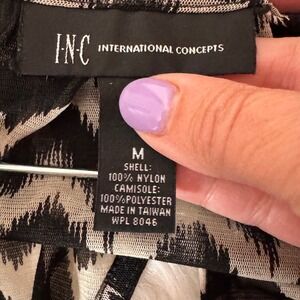 I·N·C INTERNATIONAL CONCEPTS
M
SHELL:
100% NYLON
CAMISOLE:
100%POLYESTER
MADE IN TAIWAN
WPL 8046